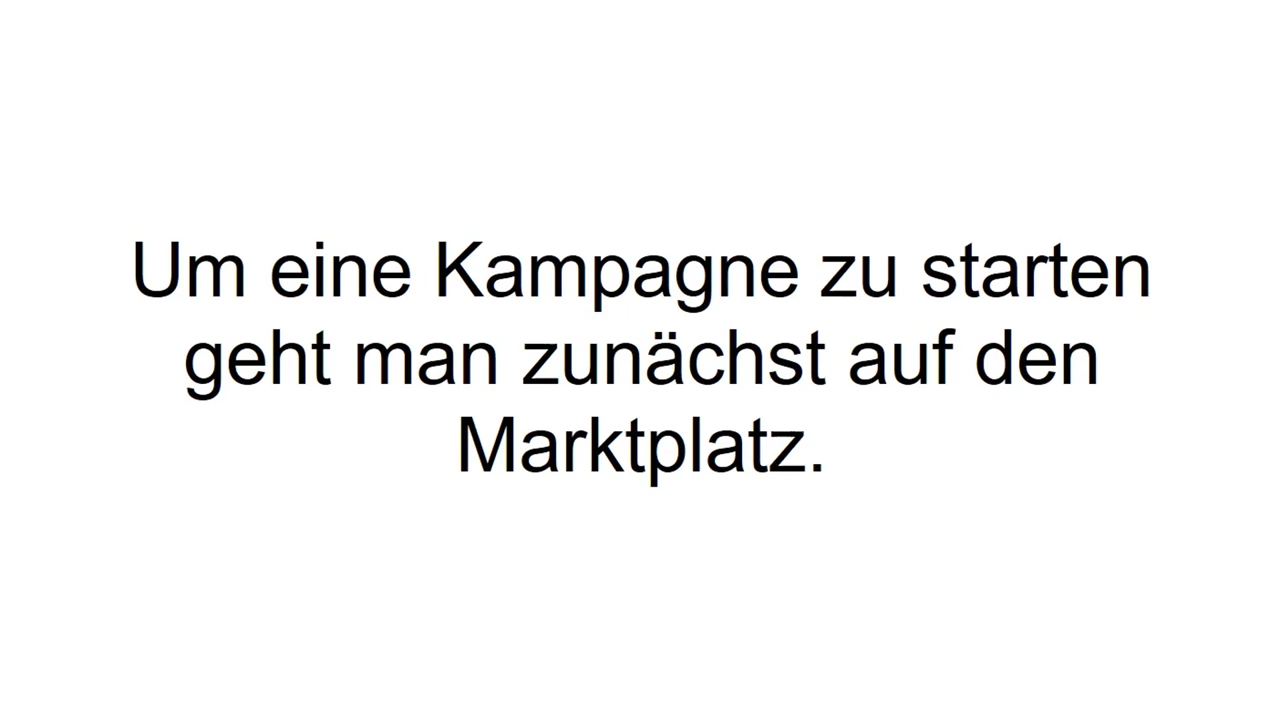 Um eine Kampagne zu starten
geht man zunächst auf den
Marktplatz.